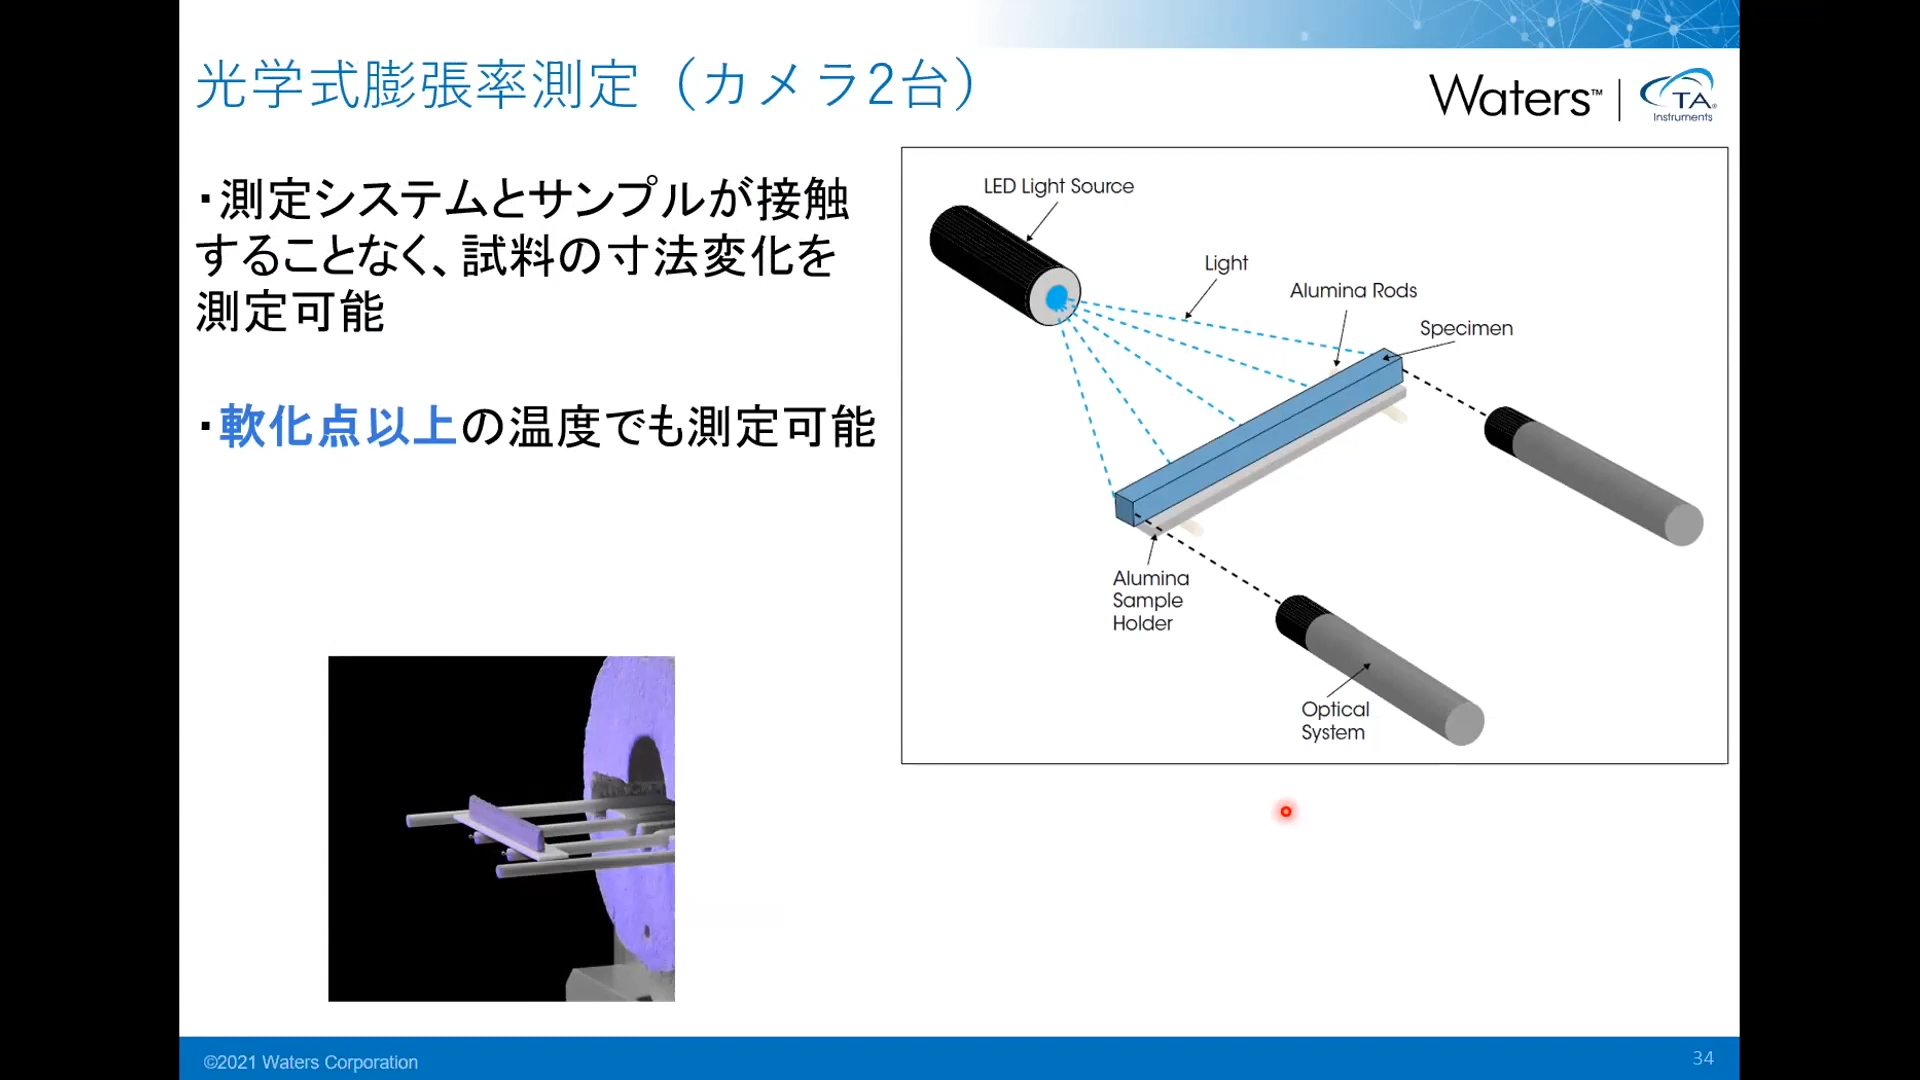 光学式膨張率測定（カメラ2台）
Waters™
TA
Instruments
・測定システムとサンプルが接触
することなく、試料の寸法変化を
測定可能
・軟化点以上の温度でも測定可能
LED Light Source
Light
Alumina Rods
Specimen
Alumina
Sample
Holder
Optical
System
©2021 Waters Corporation
34